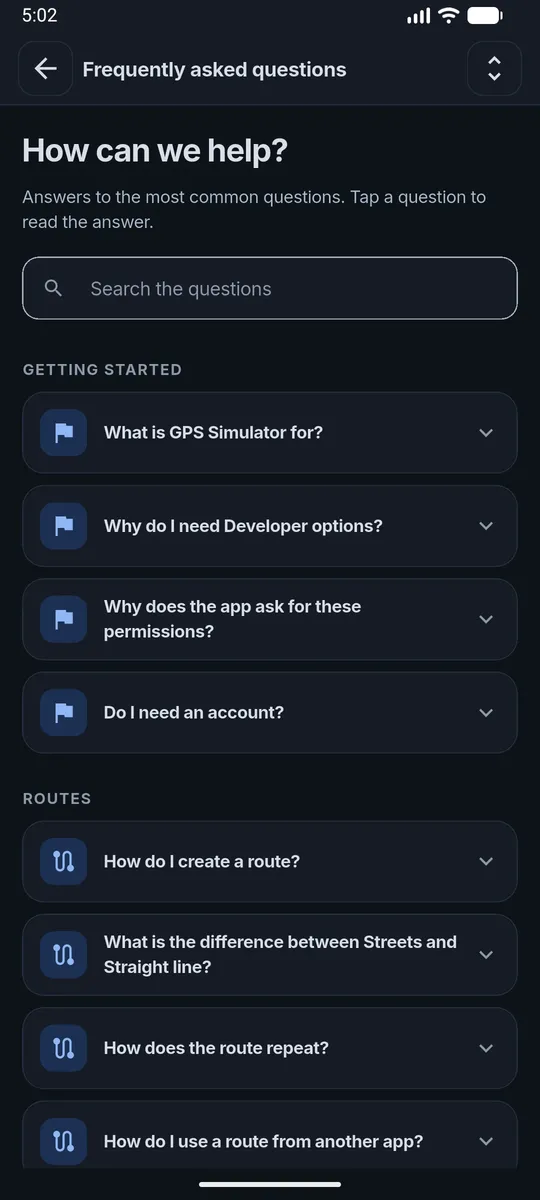 5:02
Frequently asked questions
How can we help?
Answers to the most common questions. Tap a question to
read the answer.
Search the questions
GETTING STARTED
What is GPS Simulator for?
Why do I need Developer options?
Why does the app ask for these
permissions?
Do I need an account?
ROUTES
How do I create a route?
What is the difference between Streets and
Straight line?
How does the route repeat?
How do I use a route from another app?